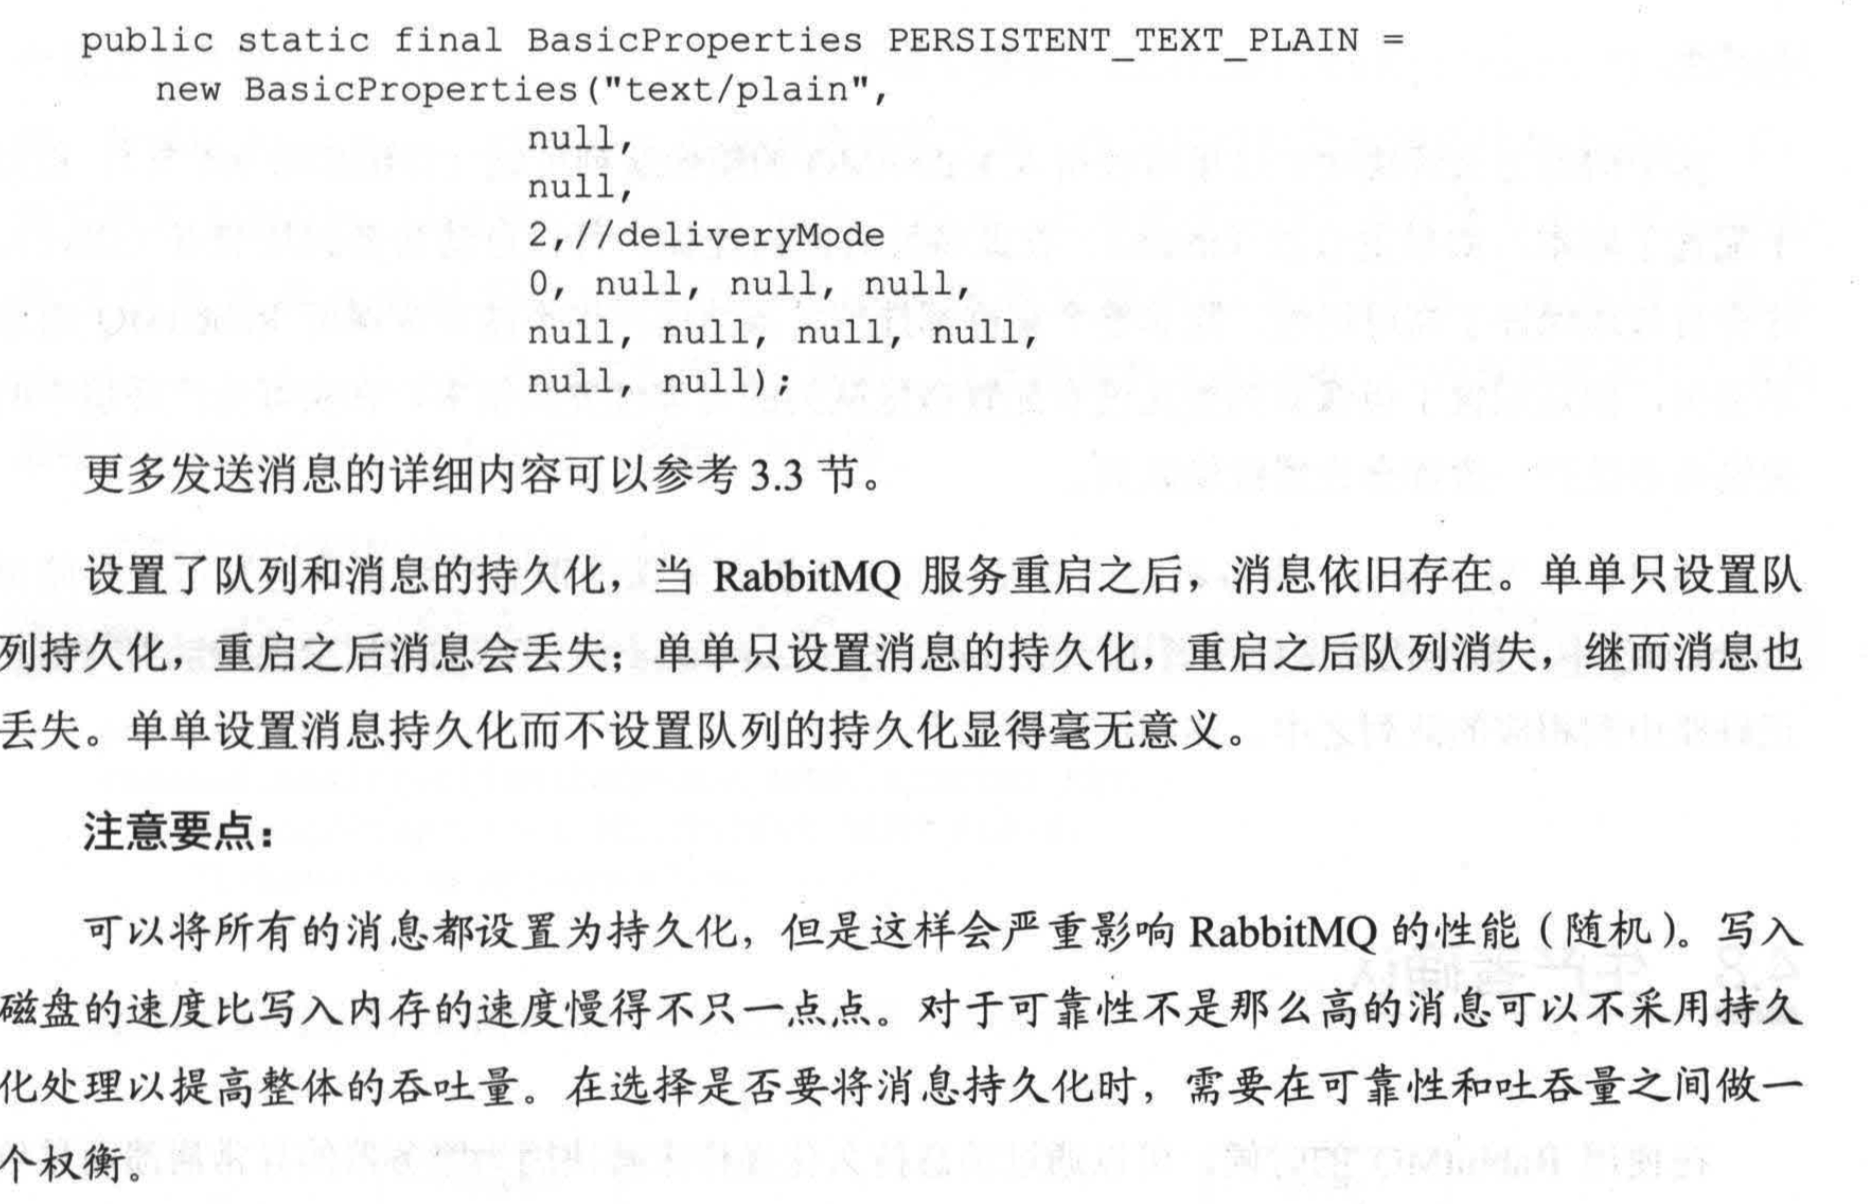 public static final BasicProperties PERSISTENT_TEXT_PLAIN =
new BasicProperties("text/plain",
null,
null,
2,//deliveryMode
0, null, null, null,
null, null, null, null,
null, null);
更多发送消息的详细内容可以参考 3.3 节。
设置了队列和消息的持久化，当 RabbitMQ 服务重启之后，消息依旧存在。单单只设置队
列持久化，重启之后消息会丢失；单单只设置消息的持久化，重启之后队列消失，继而消息也
丢失。单单设置消息持久化而不设置队列的持久化显得毫无意义。
注意要点：
可以将所有的消息都设置为持久化，但是这样会严重影响 RabbitMQ 的性能（随机）。写入
磁盘的速度比写入内存的速度慢得不只一点点。对于可靠性不是那么高的消息可以不采用持久
化处理以提高整体的吞吐量。在选择是否要将消息持久化时，需要在可靠性和吐吞量之间做一
个权衡。